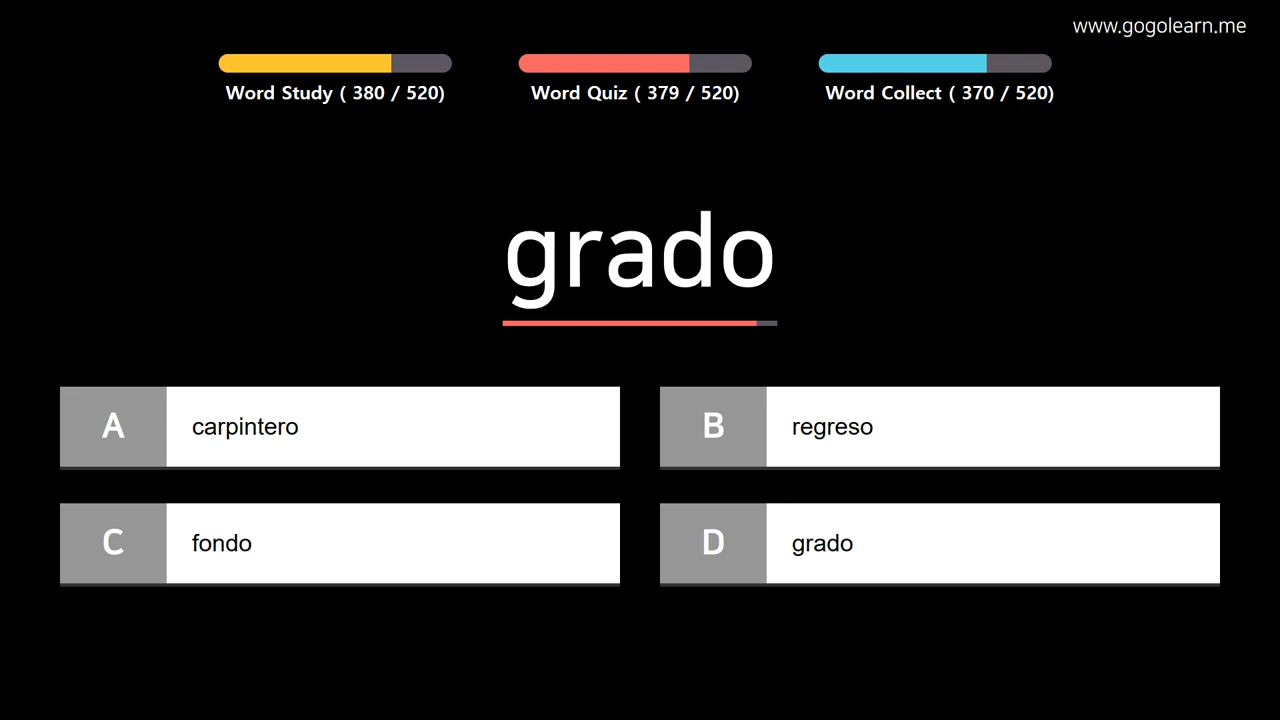 www.gogolearn.me
Word Study ( 380 / 520)
Word Quiz ( 379 / 520)
Word Collect ( 370 / 520)
grado
A carpintero
B regreso
C fondo
D grado